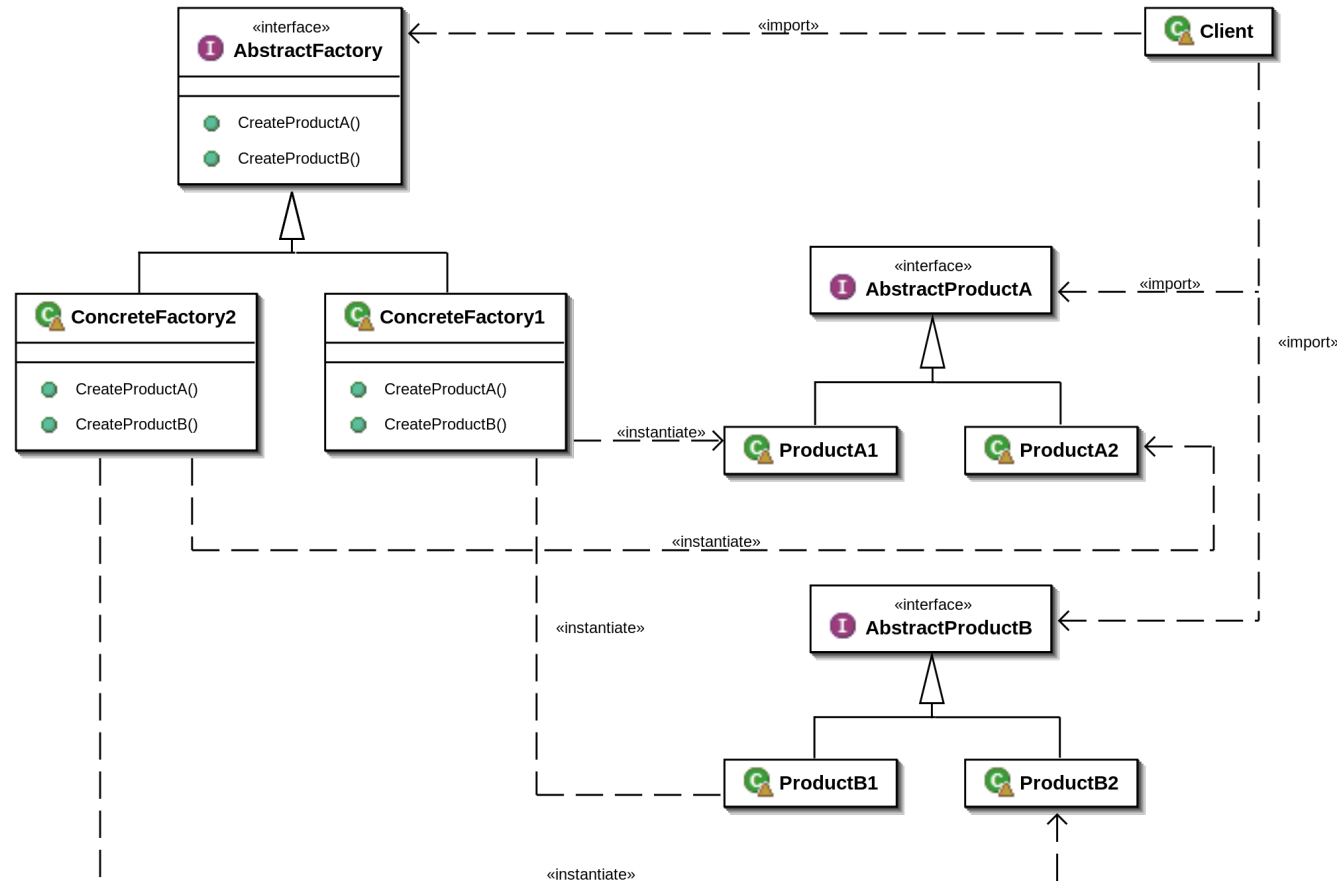 «interface»
AbstractFactory
CreateProductA()
CreateProductB()
«import»
Client
ConcreteFactory2
CreateProductA()
CreateProductB()
ConcreteFactory1
CreateProductA()
CreateProductB()
«interface»
AbstractProductA
«import»
«import»
«instantiate»
ProductA1
ProductA2
«instantiate»
«interface»
AbstractProductB
«instantiate»
ProductB1
ProductB2
«instantiate»